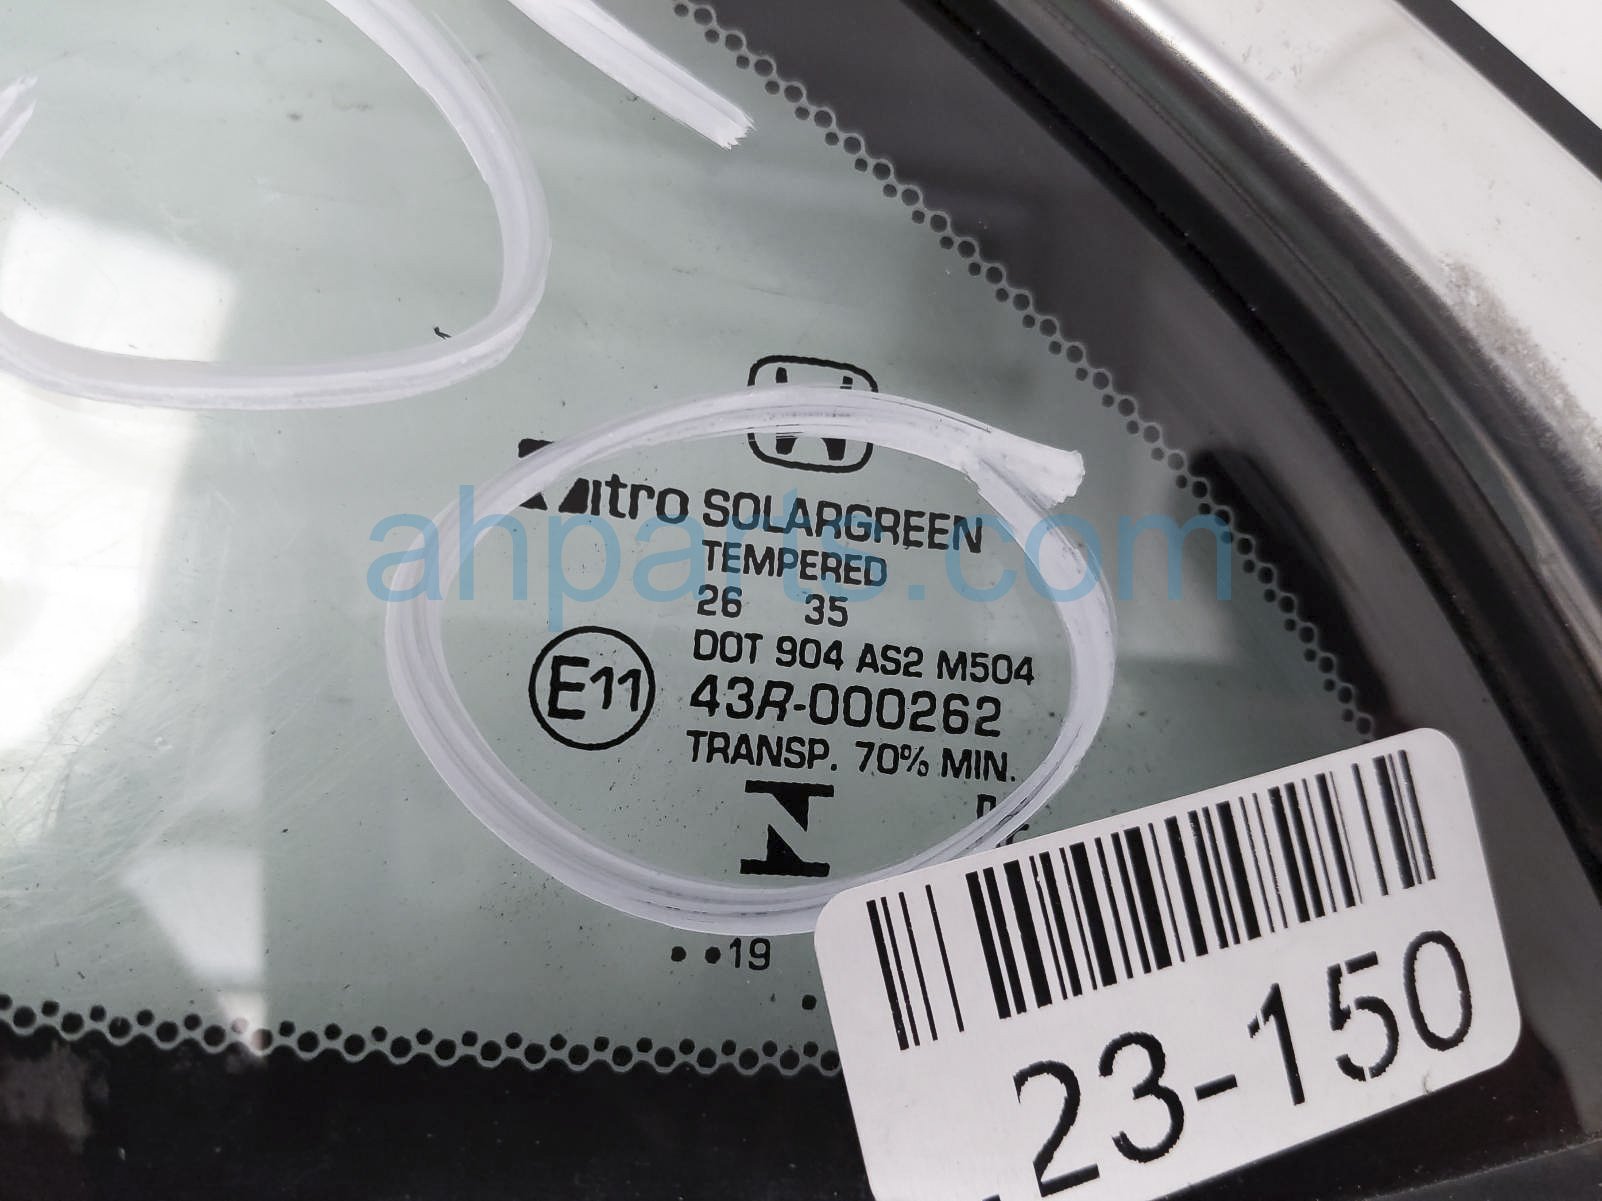 SOLARGREEN
TEMPERED
26 35
DOT 904 AS2 M504
E11
43R-000262
TRANSP. 70% MIN.
••19
23-150
ahparts.com